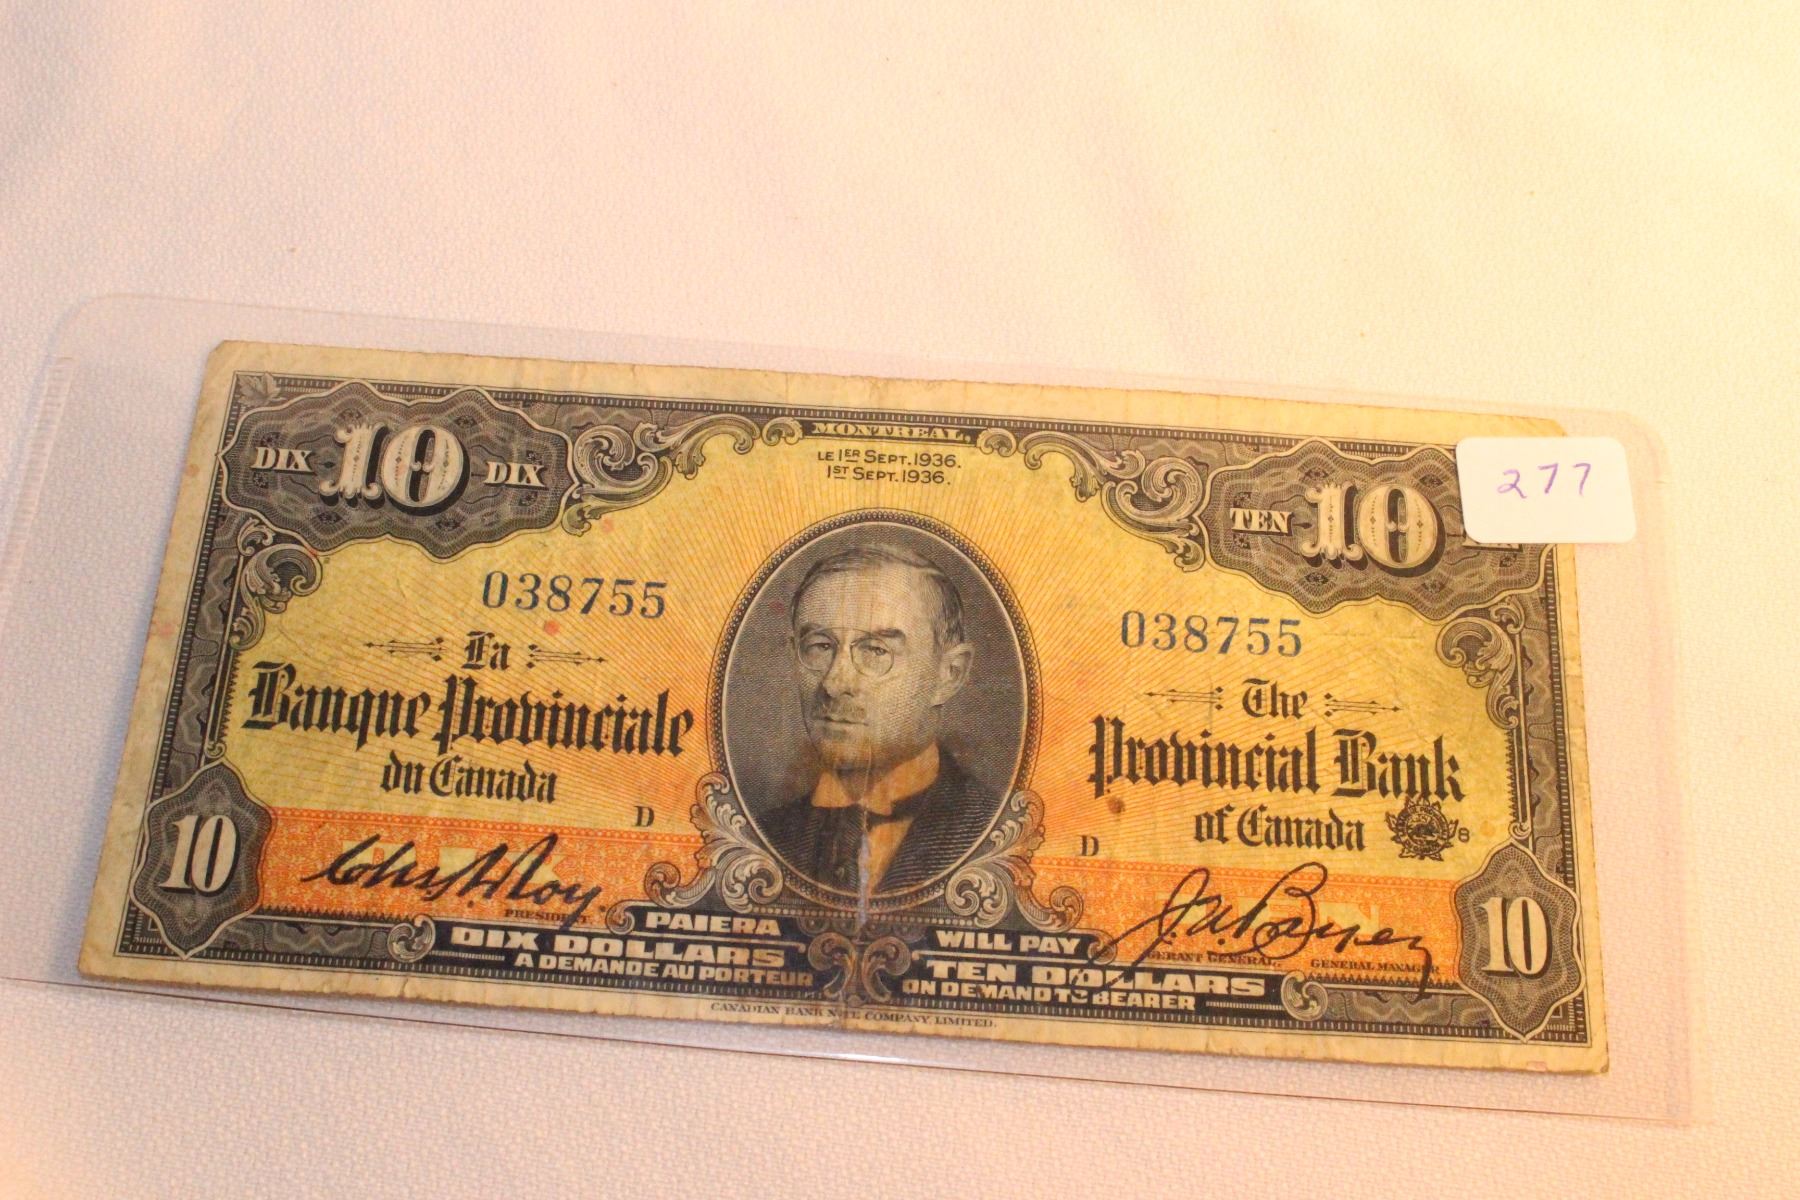 MONTREAL.
LE 1ER SEPT. 1936.
1ST SEPT. 1936.
DIX 10 DIX
TEN 10
277
038755
038755
La
Banque Provinciale
du Canada
The
Provincial Bank
of Canada
D
D
8
10
10
PRESIDENT.
J. A. 
GERANT GENERAL.
GENERAL MANAGER
PAIERA
DIX DOLLARS
A DEMANDE AU PORTEUR
WILL PAY
TEN DOLLARS
ON DEMAND TO BEARER
CANADIAN BANK NOTE COMPANY, LIMITED.